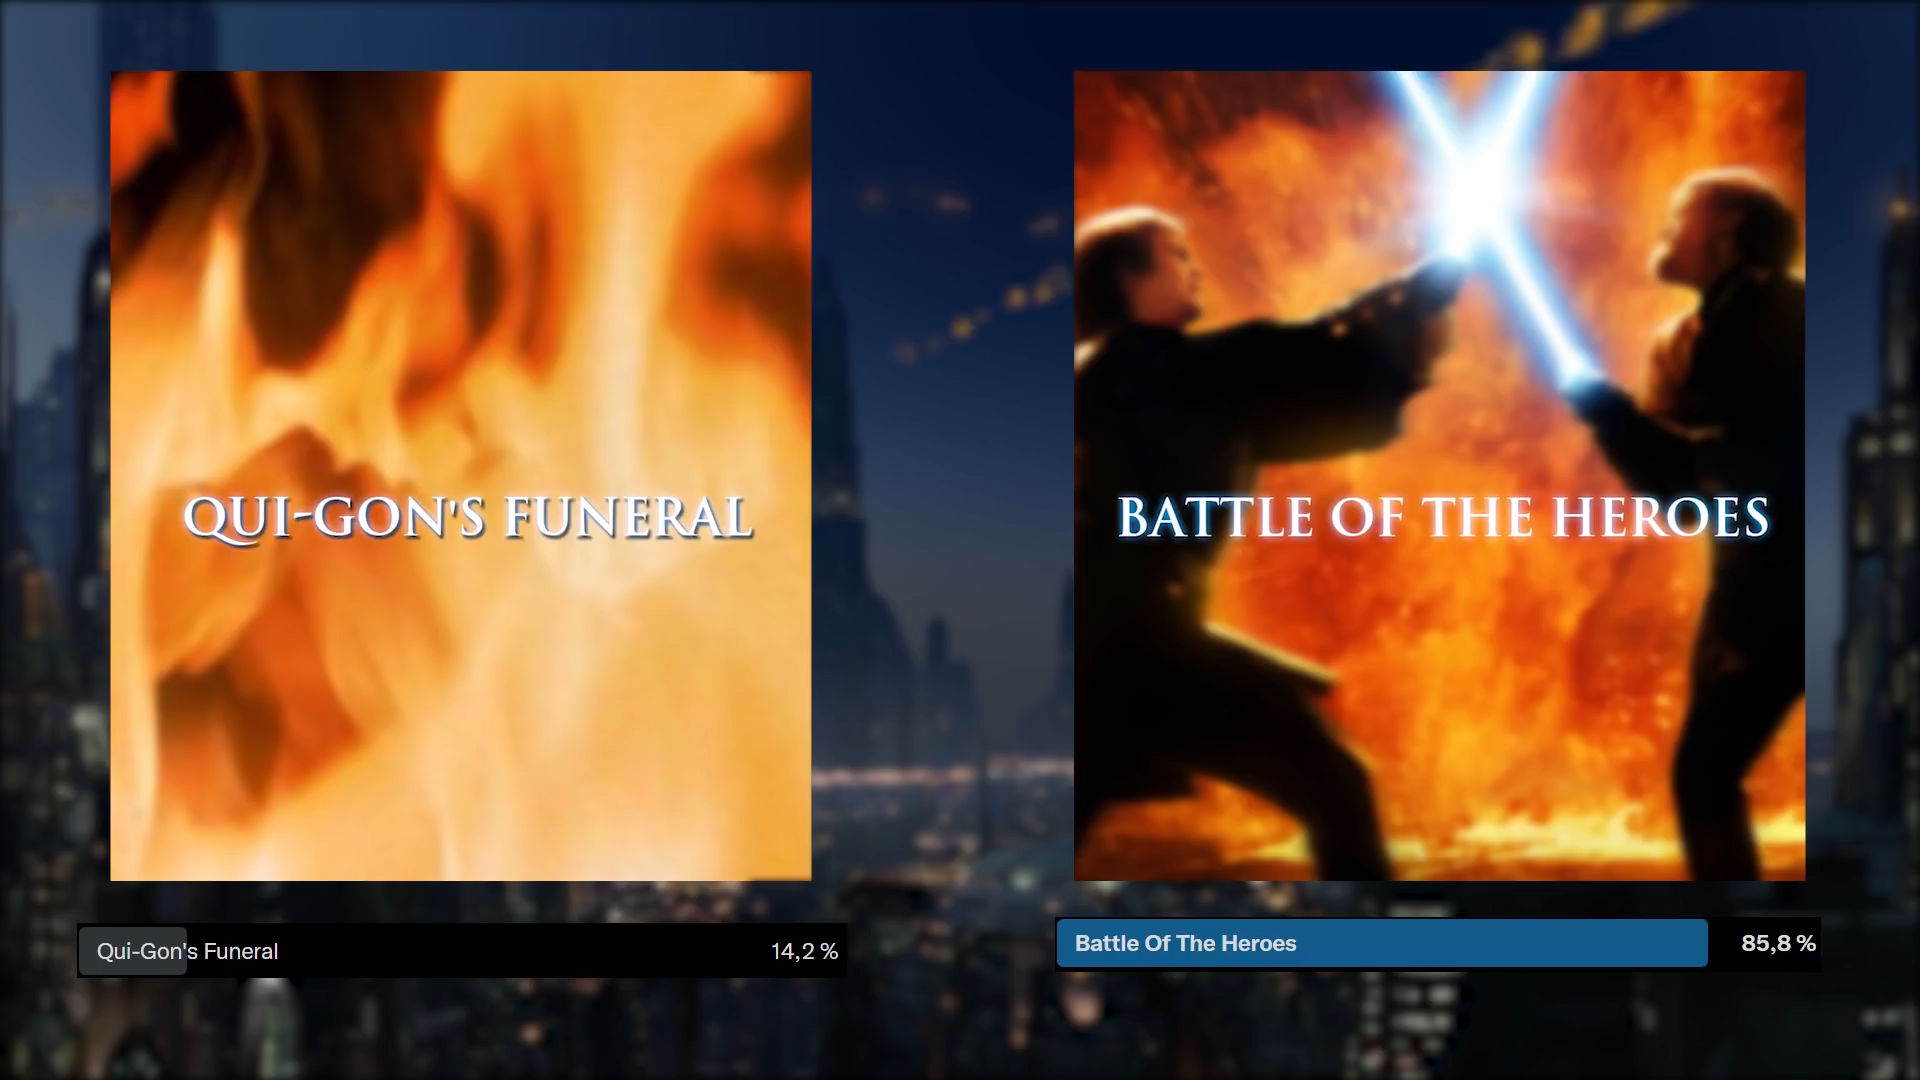 QUI-GON'S FUNERAL
BATTLE OF THE HEROES
Qui-Gon's Funeral 14,2 %
Battle Of The Heroes 85,8 %